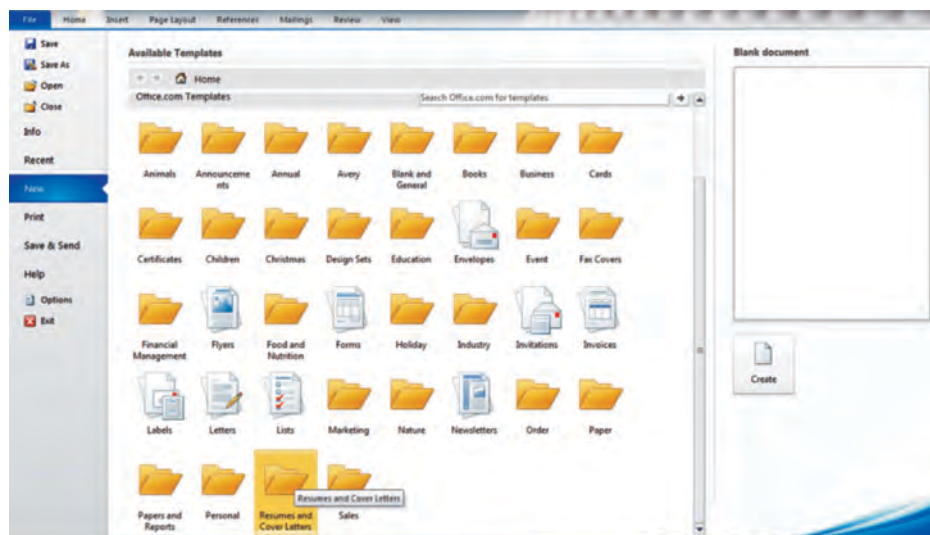 File Home Insert Page Layout References Mailings Review View
Save
Save As
Open
Close
Info
Recent
New
Print
Save & Send
Help
Options
Exit
Available Templates
Home
Office.com Templates
Search Office.com for templates
Animals Announceme Annual Avery Blank and Books Business Cards
nts General
Certificates Children Christmas Design Sets Education Envelopes Event Fax Covers
Financial Flyers Food and Forms Holiday Industry Invitations Invoices
Management Nutrition
Labels Letters Lists Marketing Nature Newsletters Order Paper
Resumes and Cover Letters
Papers and Personal Resumes and Sales
Reports Cover Letters
Blank document
Create